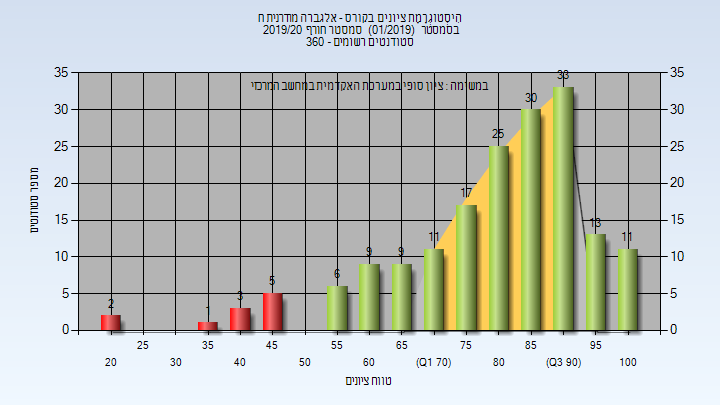 היסטוגרמת ציונים בקורס - אלגברה מודרנית ח
בסמסטר (01/2019) סמסטר חורף 2019/20
סטודנטים רשומים - 360
במשימה : ציון סופי במערכת האקדמית במחשב המרכזי
מספר סטודנטים
35 30 25 20 15 10 5 0
35 30 25 20 15 10 5 0
2 1 3 5 6 9 9 11 17 25 30 33 13 11
25 35 45 55 65 75 85 95
20 30 40 50 60 (Q1 70) 80 (Q3 90) 100
טווח ציונים